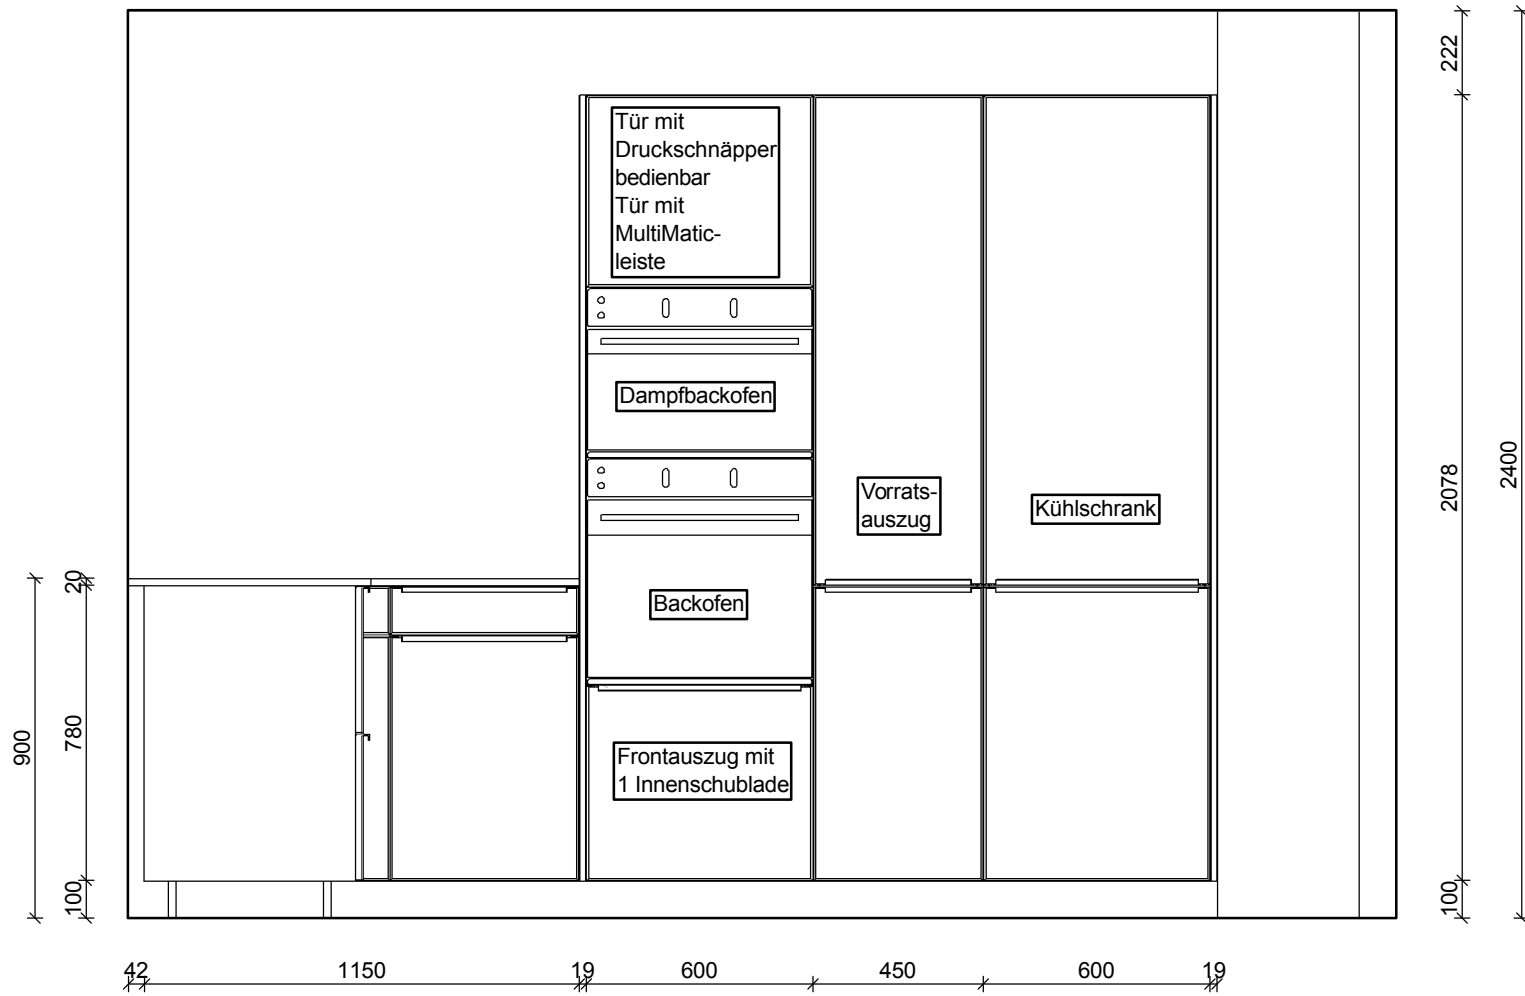 Tür mit
Druckschnäpper
bedienbar
Tür mit
MultiMatic-
leiste
Dampfbackofen
Vorrats-
auszug
Kühlschrank
Backofen
Frontauszug mit
1 Innenschublade
222
2078
2400
100
20
780
900
100
42
1150
19
600
450
600
19